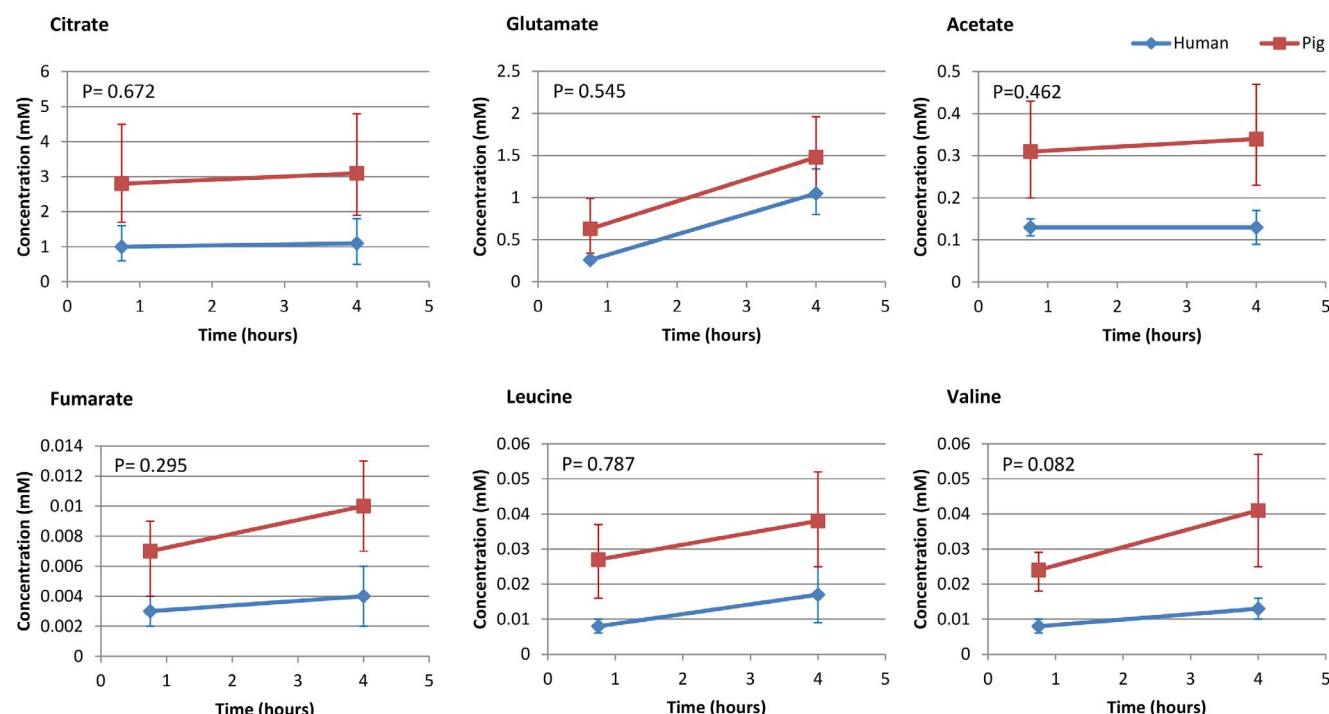 Citrate
Concentration (mM)
6
5
4
3
2
1
0
P= 0.672
0 1 2 3 4 5
Time (hours)
Glutamate
Concentration (mM)
2.5
2
1.5
1
0.5
0
P= 0.545
0 1 2 3 4 5
Time (hours)
Acetate
Human Pig
Concentration (mM)
0.5
0.4
0.3
0.2
0.1
0
P=0.462
0 1 2 3 4 5
Time (hours)
Fumarate
Concentration (mM)
0.014
0.012
0.01
0.008
0.006
0.004
0.002
0
P= 0.295
0 1 2 3 4 5
Time (hours)
Leucine
Concentration (mM)
0.06
0.05
0.04
0.03
0.02
0.01
0
P= 0.787
0 1 2 3 4 5
Time (hours)
Valine
Concentration (mM)
0.06
0.05
0.04
0.03
0.02
0.01
0
P= 0.082
0 1 2 3 4 5
Time (hours)